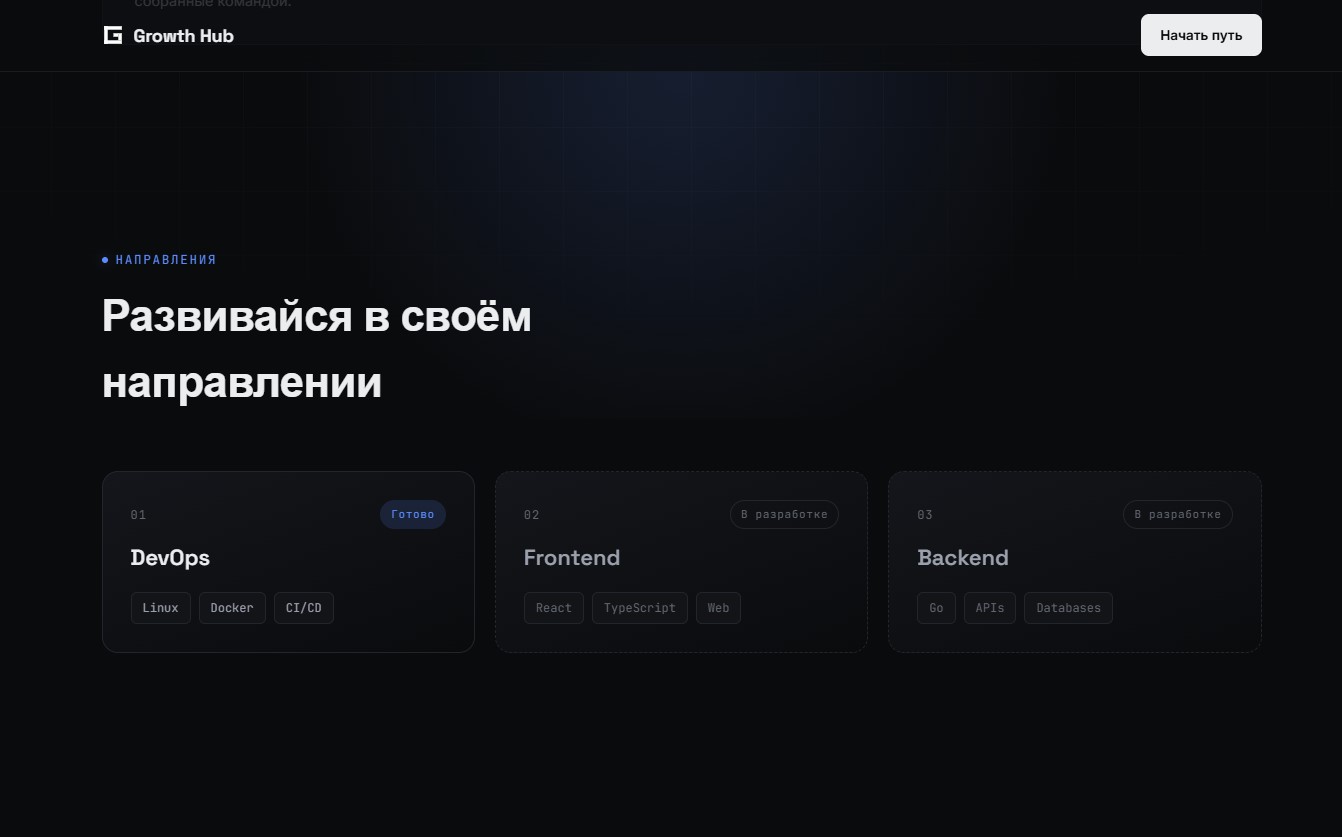 собранные командой.
Growth Hub
Начать путь
НАПРАВЛЕНИЯ
Развивайся в своём
направлении
01
Готово
DevOps
Linux
Docker
CI/CD
02
В разработке
Frontend
React
TypeScript
Web
03
В разработке
Backend
Go
APIs
Databases